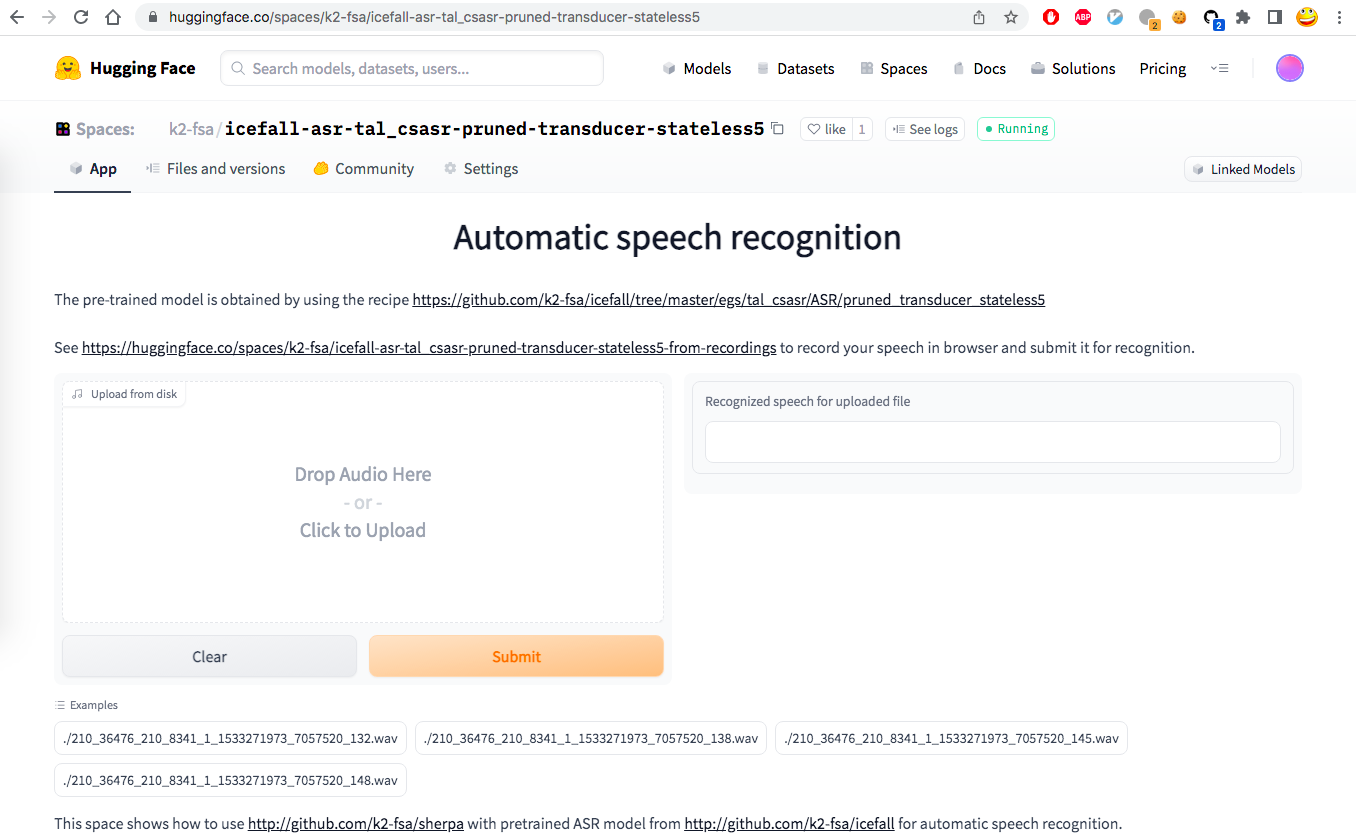 huggingface.co/spaces/k2-fsa/icefall-asr-tal_csasr-pruned-transducer-stateless5
ABP
2
2
Hugging Face
Search models, datasets, users...
Models
Datasets
Spaces
Docs
Solutions
Pricing
Spaces:
k2-fsa/icefall-asr-tal_csasr-pruned-transducer-stateless5
like 1
See logs
Running
App
Files and versions
Community
Settings
Linked Models
Automatic speech recognition
The pre-trained model is obtained by using the recipe https://github.com/k2-fsa/icefall/tree/master/egs/tal_csasr/ASR/pruned_transducer_stateless5
See https://huggingface.co/spaces/k2-fsa/icefall-asr-tal_csasr-pruned-transducer-stateless5-from-recordings to record your speech in browser and submit it for recognition.
Upload from disk
Drop Audio Here
- or -
Click to Upload
Clear
Submit
Recognized speech for uploaded file
Examples
./210_36476_210_8341_1_1533271973_7057520_132.wav
./210_36476_210_8341_1_1533271973_7057520_138.wav
./210_36476_210_8341_1_1533271973_7057520_145.wav
./210_36476_210_8341_1_1533271973_7057520_148.wav
This space shows how to use http://github.com/k2-fsa/sherpa with pretrained ASR model from http://github.com/k2-fsa/icefall for automatic speech recognition.